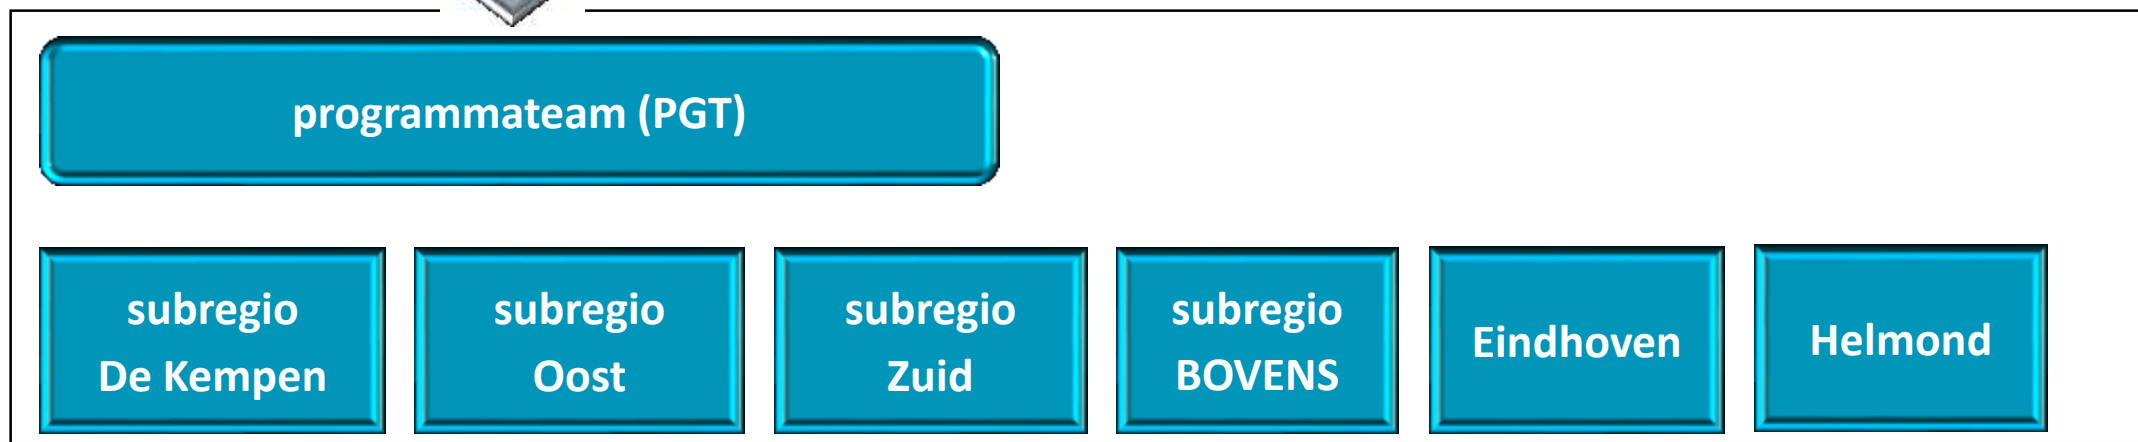 programmateam (PGT)
subregio
De Kempen
subregio
Oost
subregio
Zuid
subregio
BOVENS
Eindhoven
Helmond